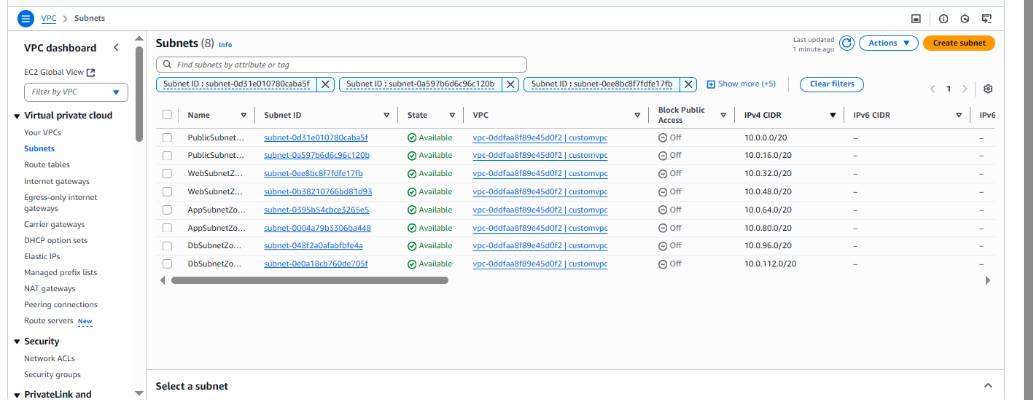 VPC > Subnets
VPC dashboard
EC2 Global View
Filter by VPC
Virtual private cloud
Your VPCs
Subnets
Route tables
Internet gateways
Egress-only internet
gateways
Carrier gateways
DHCP option sets
Elastic IPs
Managed prefix lists
NAT gateways
Peering connections
Route servers New
Security
Network ACLs
Security groups
PrivateLink and
Subnets (8) Info
Last updated
1 minute ago
Actions
Create subnet
Find subnets by attribute or tag
Subnet ID : subnet-0d31e010780caba5f
Subnet ID : subnet-0a597b6d6c96c120b
Subnet ID : subnet-0ee8bc8f7fdfe17fb
Show more (+5)
Clear filters
1
Name Subnet ID State VPC Block Public Access IPv4 CIDR IPv6 CIDR IPv6
PublicSubnet... subnet-0d31e010780caba5f Available vpc-0ddfaa8f89e45d0f2 | customvpc Off 10.0.0.0/20 – –
PublicSubnet... subnet-0a597b6d6c96c120b Available vpc-0ddfaa8f89e45d0f2 | customvpc Off 10.0.16.0/20 – –
WebSubnetZ... subnet-0ee8bc8f7fdfe17fb Available vpc-0ddfaa8f89e45d0f2 | customvpc Off 10.0.32.0/20 – –
WebSubnetZ... subnet-0b38210766bd81d93 Available vpc-0ddfaa8f89e45d0f2 | customvpc Off 10.0.48.0/20 – –
AppSubnetZo... subnet-0395b54cbce3265e5 Available vpc-0ddfaa8f89e45d0f2 | customvpc Off 10.0.64.0/20 – –
AppSubnetZo... subnet-0004a79b3306ba448 Available vpc-0ddfaa8f89e45d0f2 | customvpc Off 10.0.80.0/20 – –
DbSubnetZo... subnet-048f2a0afabfbfe4a Available vpc-0ddfaa8f89e45d0f2 | customvpc Off 10.0.96.0/20 – –
DbSubnetZo... subnet-0e0a18cb760de705f Available vpc-0ddfaa8f89e45d0f2 | customvpc Off 10.0.112.0/20 – –
Select a subnet